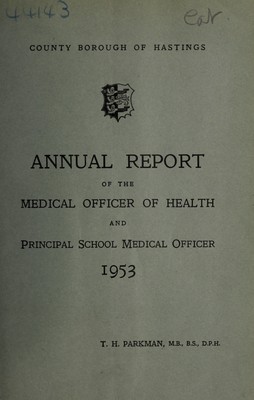 44143
Cat.
COUNTY BOROUGH OF HASTINGS
ANNUAL REPORT
OF THE
MEDICAL OFFICER OF HEALTH
AND
PRINCIPAL SCHOOL MEDICAL OFFICER
1953
T. H. PARKMAN, M.B., B.S., D.P.H.